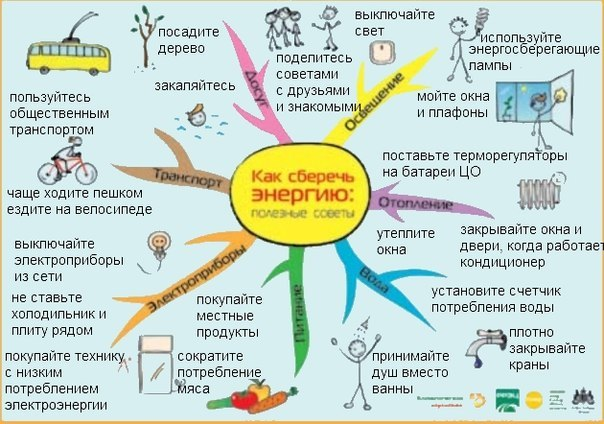 Как сберечь
энергию:
полезные советы
Освещение
выключайте
свет
используйте
энергосберегающие
лампы
мойте окна
и плафоны
Отопление
поставьте терморегуляторы
на батареи ЦО
утеплите
окна
закрывайте окна и
двери, когда работает
кондиционер
Вода
установите счетчик
потребления воды
плотно
закрывайте
краны
принимайте
душ вместо
ванны
Питание
покупайте
местные
продукты
сократите
потребление
мяса
Электроприборы
выключайте
электроприборы
из сети
не ставьте
холодильник и
плиту рядом
покупайте технику
с низким
потреблением
электроэнергии
Транспорт
пользуйтесь
общественным
транспортом
чаще ходите пешком
ездите на велосипеде
Досуг
посадите
дерево
закаляйтесь
поделитесь
советами
с друзьями
и знакомыми